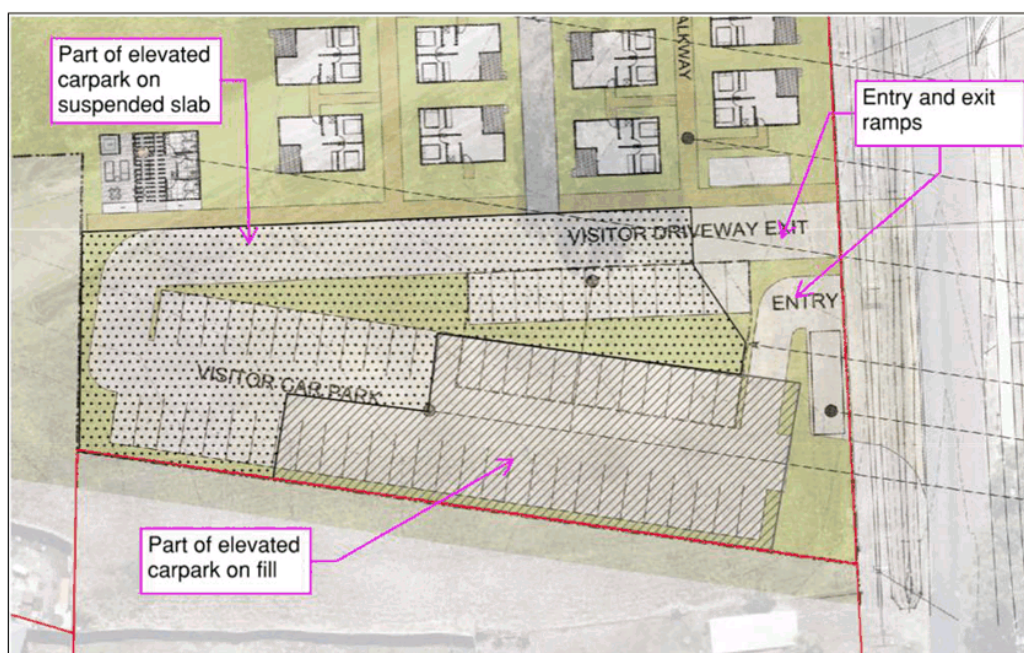 Part of elevated
carpark on
suspended slab
ALKWAY
Entry and exit
ramps
VISITOR DRIVEWAY EXIT
ENTRY
VISITOR CAR PARK
Part of elevated
carpark on fill